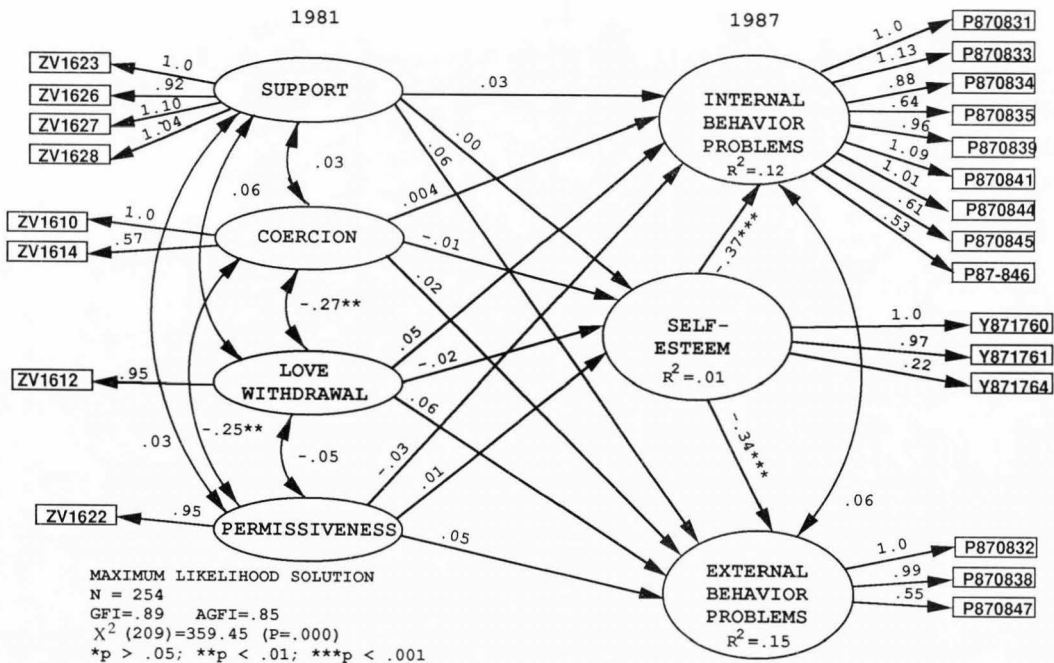 1981
1987
ZV1623
ZV1626
ZV1627
ZV1628
1.0
.92
1.10
1.04
SUPPORT
.03
.00
.06
.03
.06
ZV1610
ZV1614
1.0
.57
COERCION
.004
-.01
.02
-.27**
ZV1612
.95
LOVE
WITHDRAWAL
.05
-.02
.06
.03
-.25**
-.05
ZV1622
.95
PERMISSIVENESS
-.03
.01
.05
INTERNAL
BEHAVIOR
PROBLEMS
R²=.12
1.0
1.13
.88
.64
.96
1.09
1.01
.61
.53
P870831
P870833
P870834
P870835
P870839
P870841
P870844
P870845
P87-846
-.37***
SELF-
ESTEEM
R²=.01
1.0
.97
.22
Y871760
Y871761
Y871764
-.34***
.06
EXTERNAL
BEHAVIOR
PROBLEMS
R²=.15
1.0
.99
.55
P870832
P870838
P870847
MAXIMUM LIKELIHOOD SOLUTION
N = 254
GFI=.89 AGFI=.85
X² (209)=359.45 (P=.000)
*p > .05; **p < .01; ***p < .001